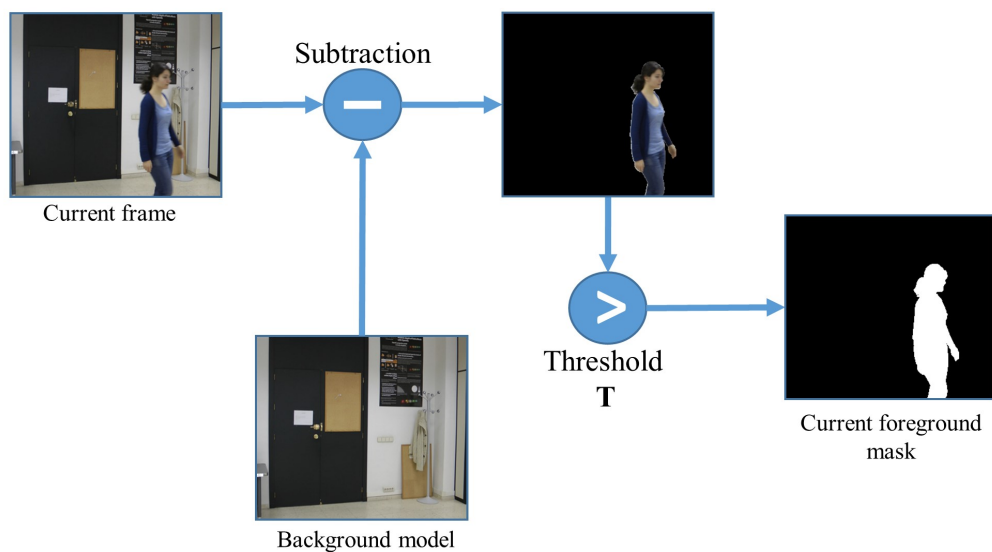 Subtraction
Current frame
Threshold
T
Current foreground
mask
Background model